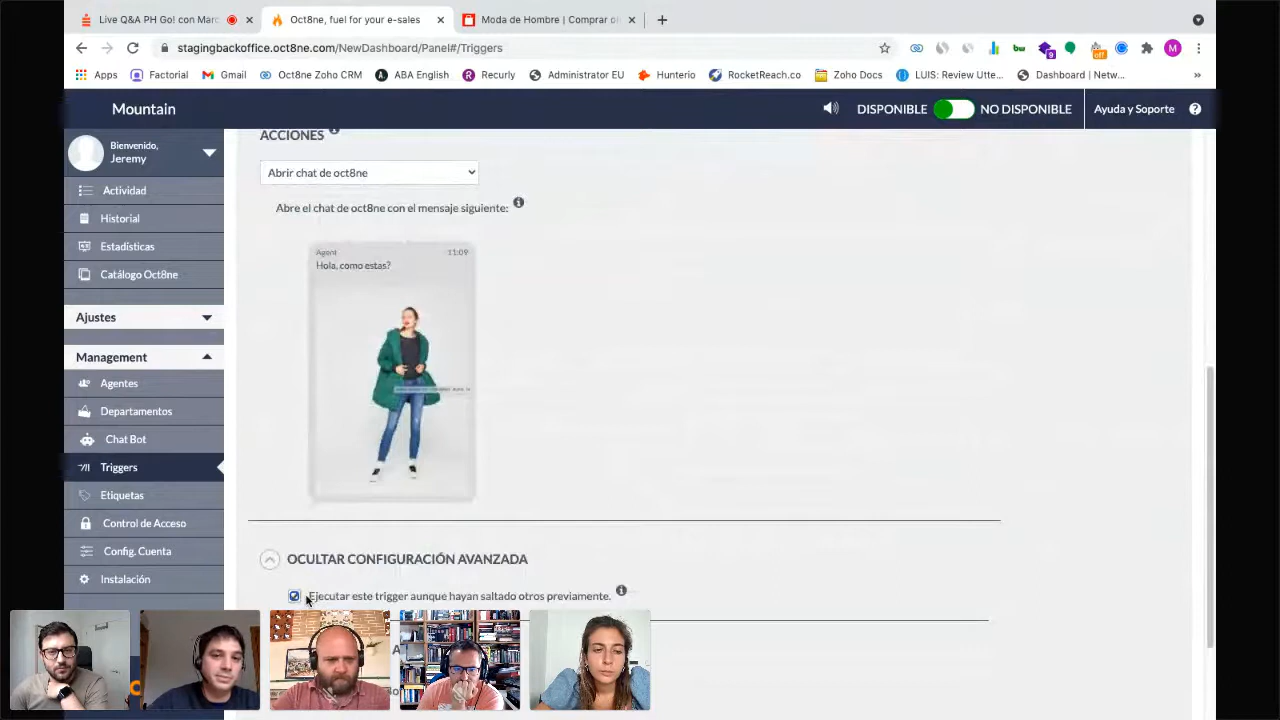 Live Q&A PH Go! con Marc
Oct8ne, fuel for your e-sales
Moda de Hombre | Comprar on
stagingbackoffice.oct8ne.com/NewDashboard/Panel#/Triggers
M
Apps
Factorial
Gmail
Oct8ne Zoho CRM
ABA English
Recurly
Administrator EU
Hunterio
RocketReach.co
Zoho Docs
LUIS: Review Utte...
Dashboard | Netw...
»
Mountain
DISPONIBLE
NO DISPONIBLE
Ayuda y Soporte
Bienvenido,
Jeremy
Actividad
Historial
Estadísticas
Catálogo Oct8ne
Ajustes
Management
Agentes
Departamentos
Chat Bot
Triggers
Etiquetas
Control de Acceso
Config. Cuenta
Instalación
ACCIONES
Abrir chat de oct8ne
Abre el chat de oct8ne con el mensaje siguiente:
Agent 11:09
Hola, como estas?
OCULTAR CONFIGURACIÓN AVANZADA
Ejecutar este trigger aunque hayan saltado otros previamente.